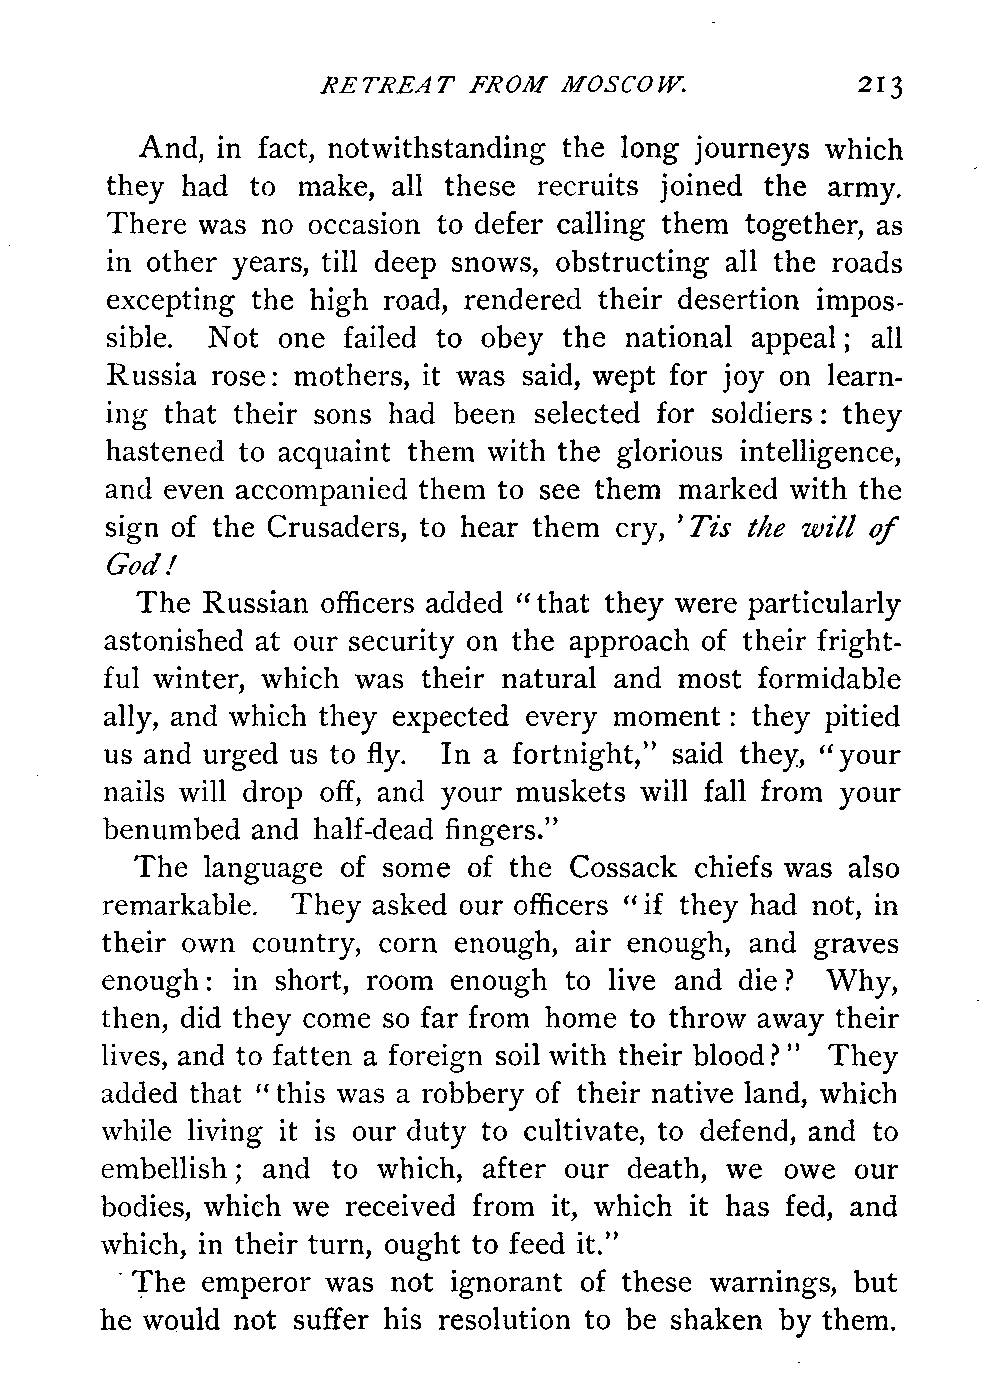 RETREAT FROM MOSCOW. 213
And, in fact, notwithstanding the long journeys which
they had to make, all these recruits joined the army.
There was no occasion to defer calling them together, as
in other years, till deep snows, obstructing all the roads
excepting the high road, rendered their desertion impos-
sible. Not one failed to obey the national appeal; all
Russia rose: mothers, it was said, wept for joy on learn-
ing that their sons had been selected for soldiers: they
hastened to acquaint them with the glorious intelligence,
and even accompanied them to see them marked with the
sign of the Crusaders, to hear them cry, 'Tis the will of
God!
The Russian officers added "that they were particularly
astonished at our security on the approach of their fright-
ful winter, which was their natural and most formidable
ally, and which they expected every moment: they pitied
us and urged us to fly. In a fortnight," said they, "your
nails will drop off, and your muskets will fall from your
benumbed and half-dead fingers."
The language of some of the Cossack chiefs was also
remarkable. They asked our officers "if they had not, in
their own country, corn enough, air enough, and graves
enough: in short, room enough to live and die? Why,
then, did they come so far from home to throw away their
lives, and to fatten a foreign soil with their blood?" They
added that "this was a robbery of their native land, which
while living it is our duty to cultivate, to defend, and to
embellish; and to which, after our death, we owe our
bodies, which we received from it, which it has fed, and
which, in their turn, ought to feed it."
The emperor was not ignorant of these warnings, but
he would not suffer his resolution to be shaken by them.